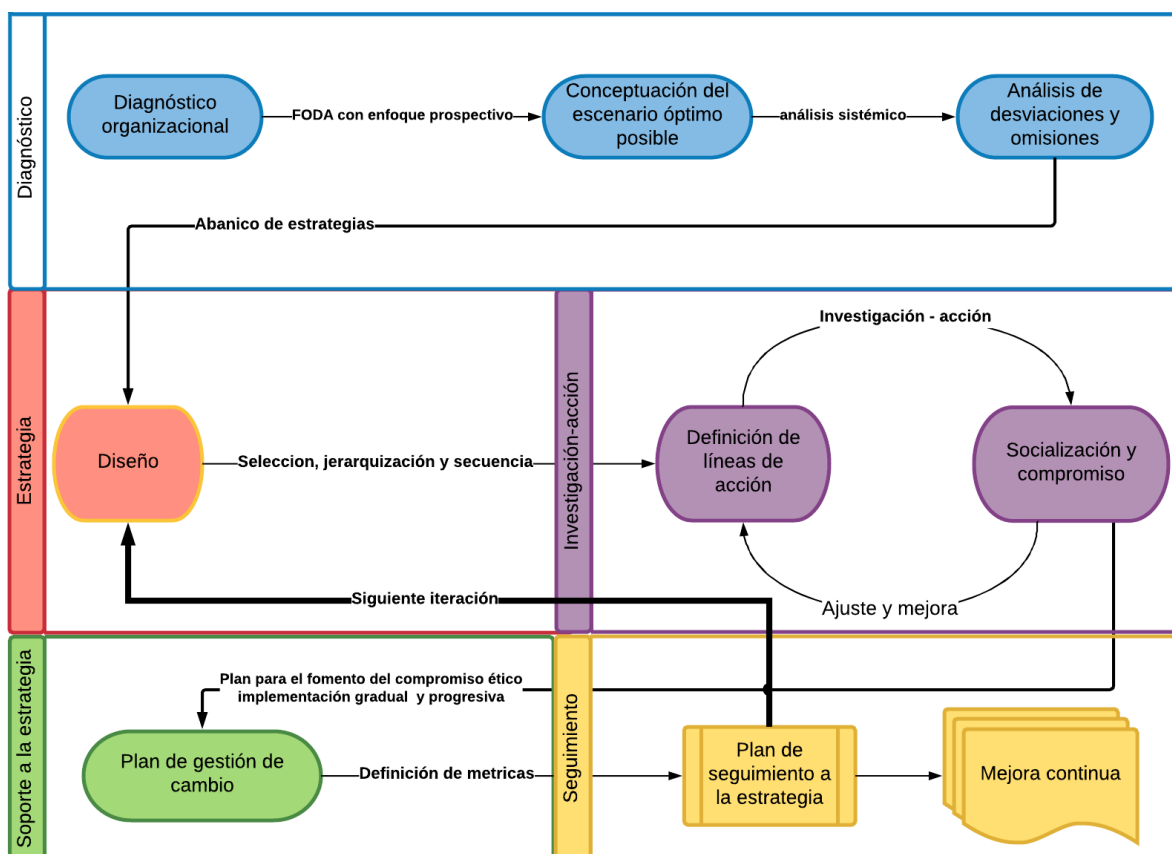 Diagnóstico
Diagnóstico
organizacional
FODA con enfoque prospectivo
Conceptuación del
escenario óptimo
posible
análisis sistémico
Análisis de
desviaciones y
omisiones
Abanico de estrategias
Estrategia
Diseño
Seleccion, jerarquización y secuencia
Investigación-acción
Investigación - acción
Definición de
líneas de
acción
Socialización y
compromiso
Ajuste y mejora
Siguiente iteración
Soporte a la estrategia
Plan para el fomento del compromiso ético
implementación gradual y progresiva
Plan de gestión de
cambio
Definición de metricas
Seguimiento
Plan de
seguimiento a
la estrategia
Mejora continua